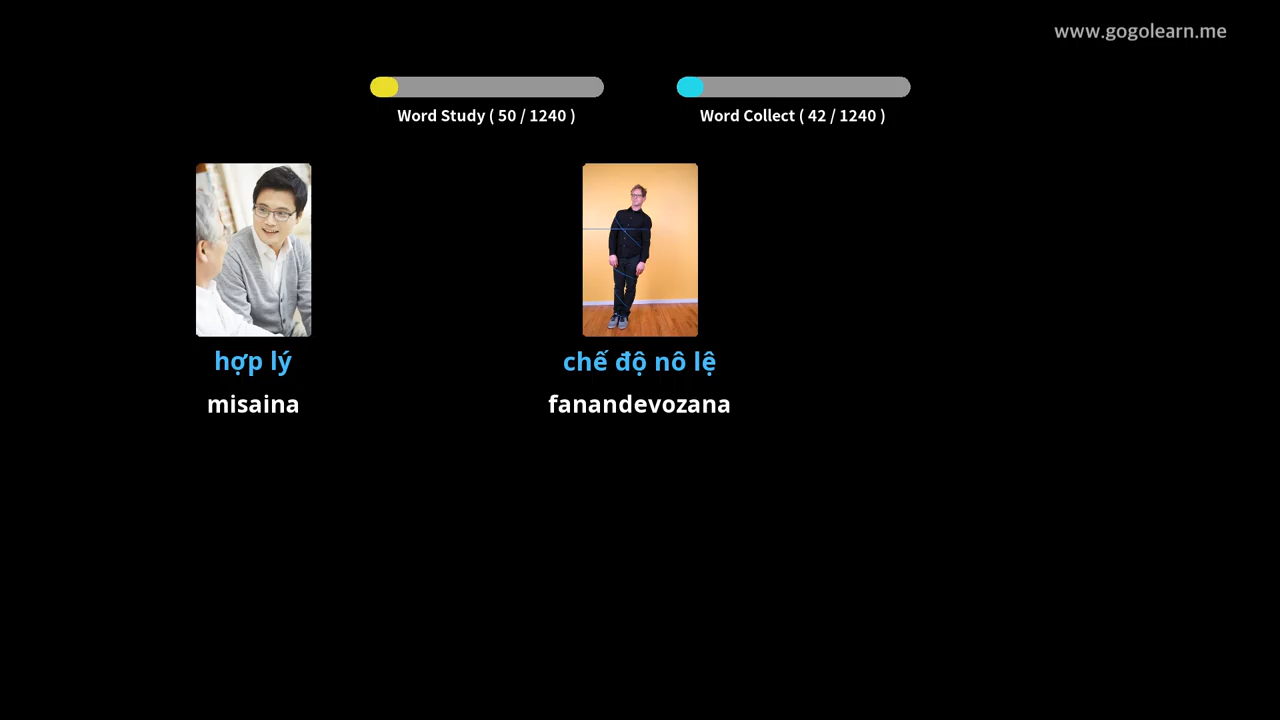 www.gogolearn.me
Word Study ( 50 / 1240 )
Word Collect ( 42 / 1240 )
hợp lý
chế độ nô lệ
misaina
fanandevozana